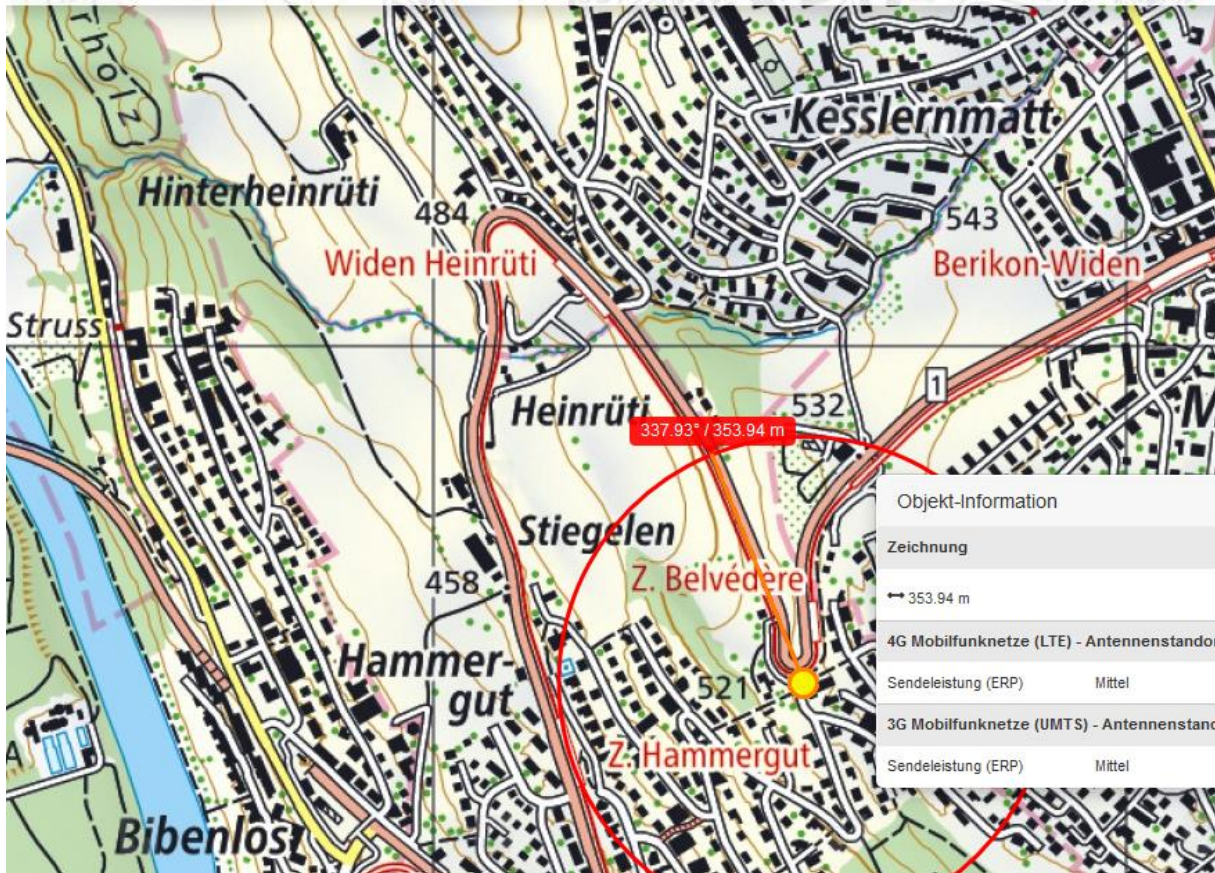 rholz
Kesslernmatt
Hinterheinrüti
484
543
Widen Heinrüti
Berikon-Widen
Struss
1
Heinrüti
532
M
337.93° / 353.94 m
Objekt-Information
Stiegelen
Zeichnung
458
Z. Belvédère
353.94 m
4G Mobilfunknetze (LTE) - Antennenstandor
Hammer-
gut
521
Sendeleistung (ERP) Mittel
3G Mobilfunknetze (UMTS) - Antennenstand
Z. Hammergut
Sendeleistung (ERP) Mittel
A
Bibenlos